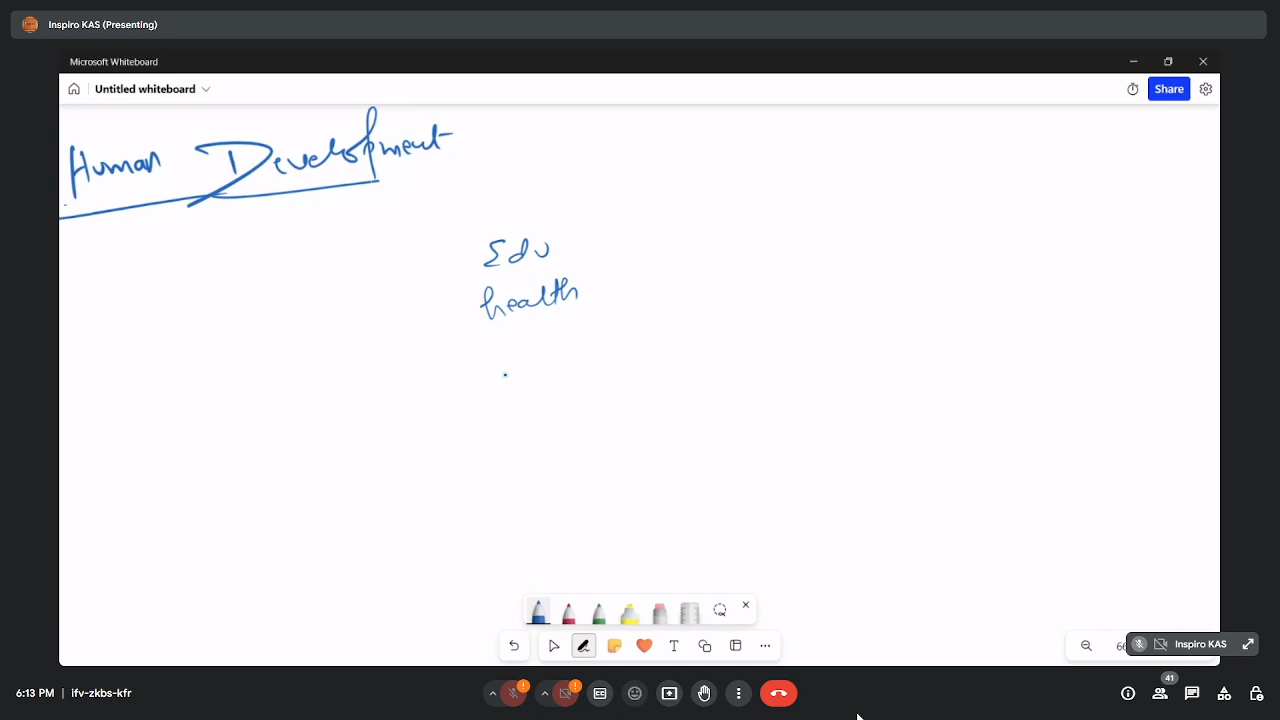 Inspiro KAS (Presenting)
Microsoft Whiteboard
Untitled whiteboard
Share
Human Development
Edu
health
Inspiro KAS
41
6:13 PM | ifv-zkbs-kfr